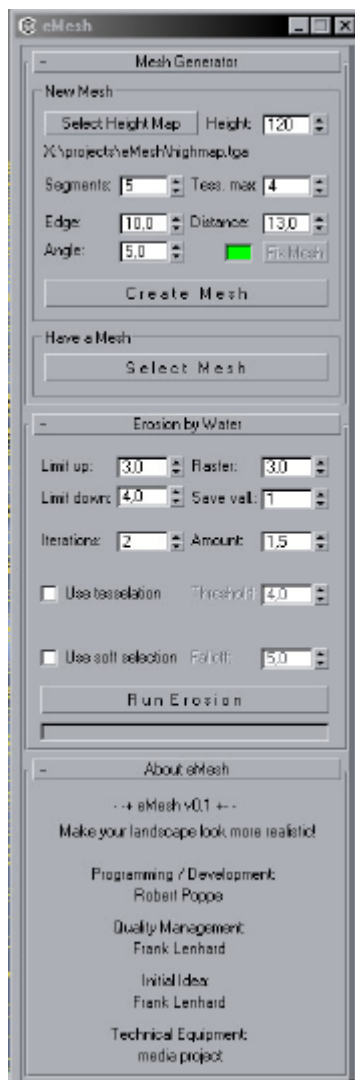 eMesh
- Mesh Generator
New Mesh
Select Height Map Height: 120
X:\projects\eMesh\highmap.tga
Segments: 5 Tess. max: 4
Edge: 10,0 Distance: 13,0
Angle: 5,0 Fix Mesh
Create Mesh
Have a Mesh
Select Mesh
- Erosion by Water
Limit up: 3,0 Raster: 3,0
Limit down: 4,0 Save vall.: 1
Iterations: 2 Amount: 1,5
Use tesselation Threshold: 4,0
Use soft selection Falloff: 5,0
Run Erosion
- About eMesh
--+ eMesh v0.1 +--
Make your landscape look more realistic!
Programming / Development:
Robert Poppe
Quality Management:
Frank Lenhard
Initial Idea:
Frank Lenhard
Technical Equipment:
media project